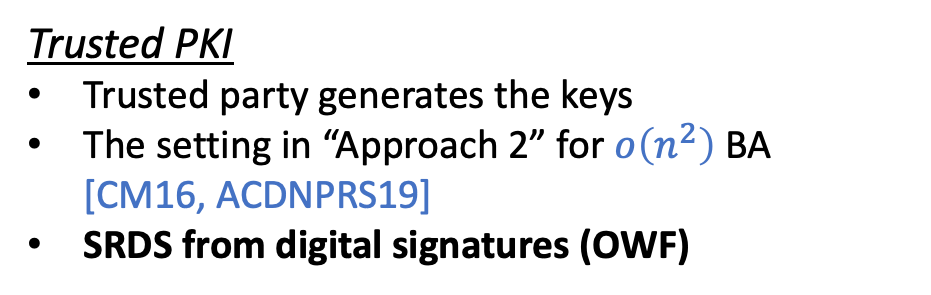 Trusted PKI
• Trusted party generates the keys
• The setting in “Approach 2” for o(n²) BA
[CM16, ACDNPRS19]
• SRDS from digital signatures (OWF)